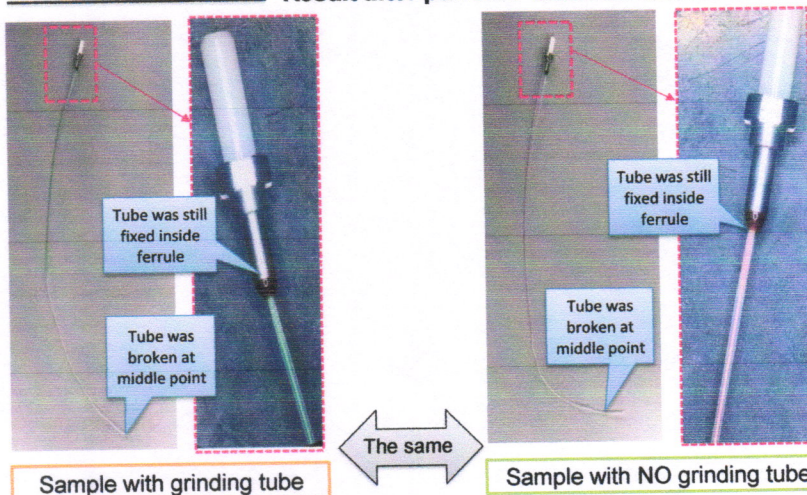 Tube was still
fixed inside
ferrule
Tube was
broken at
middle point
Sample with grinding tube
The same
Tube was still
fixed inside
ferrule
Tube was
broken at
middle point
Sample with NO grinding tube